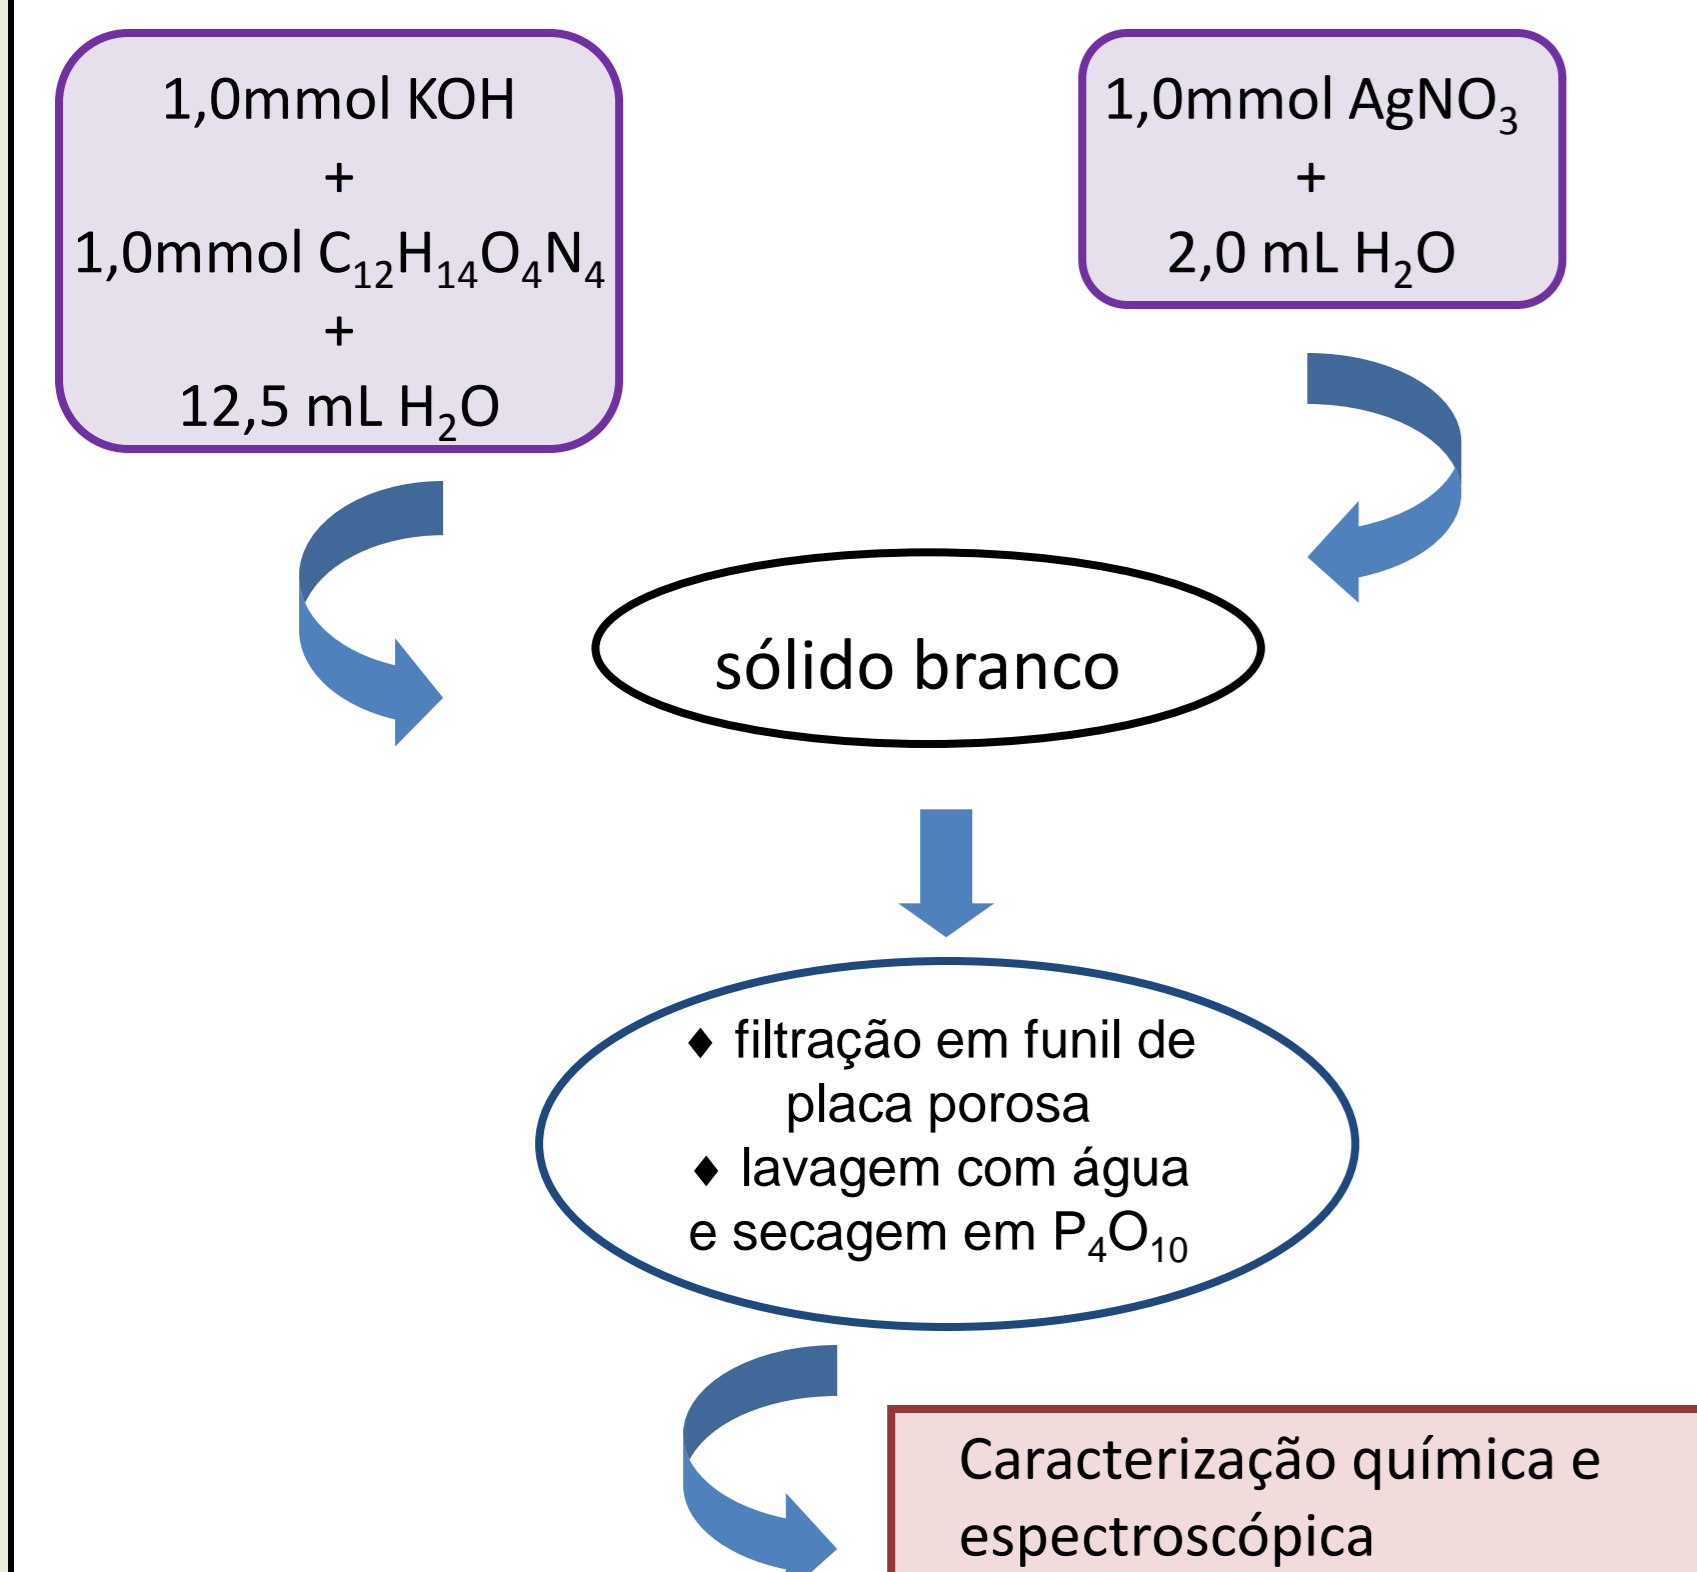 1,0mmol KOH
+
1,0mmol C₁₂H₁₄O₄N₄
+
12,5 mL H₂O
1,0mmol AgNO₃
+
2,0 mL H₂O
sólido branco
♦ filtração em funil de
placa porosa
♦ lavagem com água
e secagem em P₄O₁₀
Caracterização química e
espectroscópica